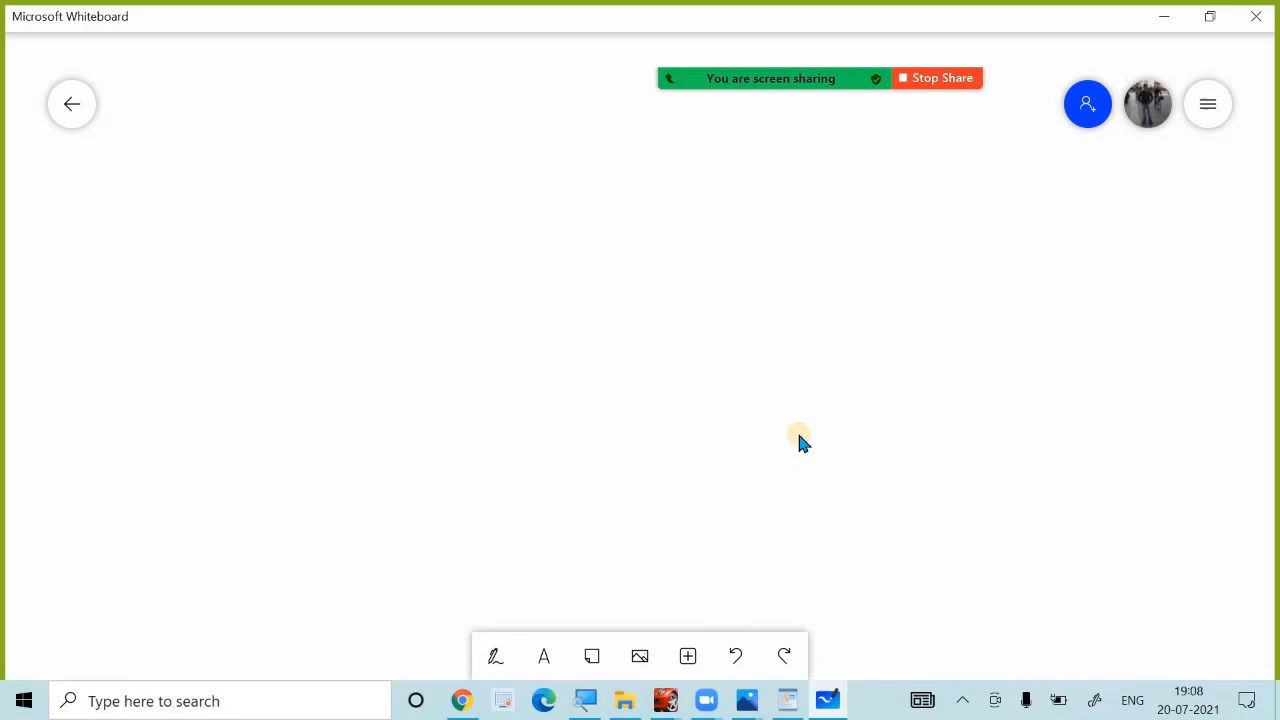 Microsoft Whiteboard
You are screen sharing
Stop Share
A
Type here to search
ENG
19:08
20-07-2021